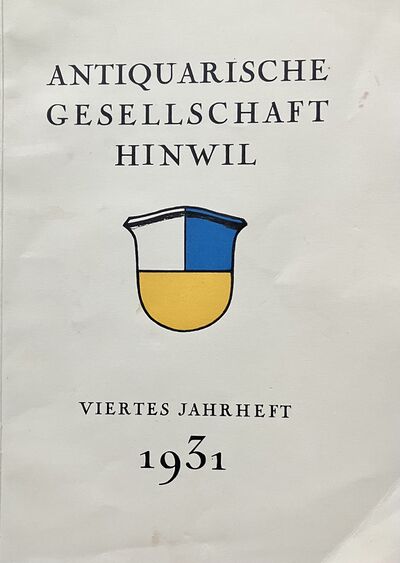 ANTIQUARISCHE
GESELLSCHAFT
HINWIL
VIERTES JAHRHEFT
1931